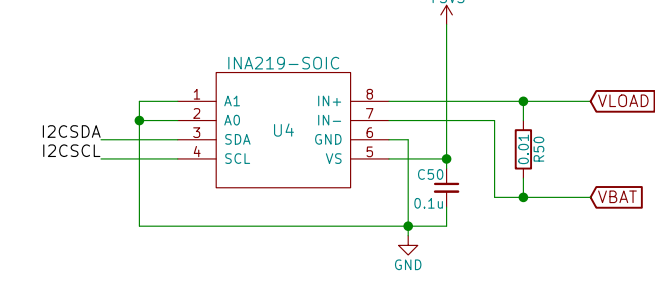 INA219-SOIC
1 A1 IN+ 8
2 A0 IN- 7
I2CSDA 3 SDA GND 6
I2CSCL 4 SCL VS 5
U4
VLOAD
0.01
R50
C50
0.1u
VBAT
GND